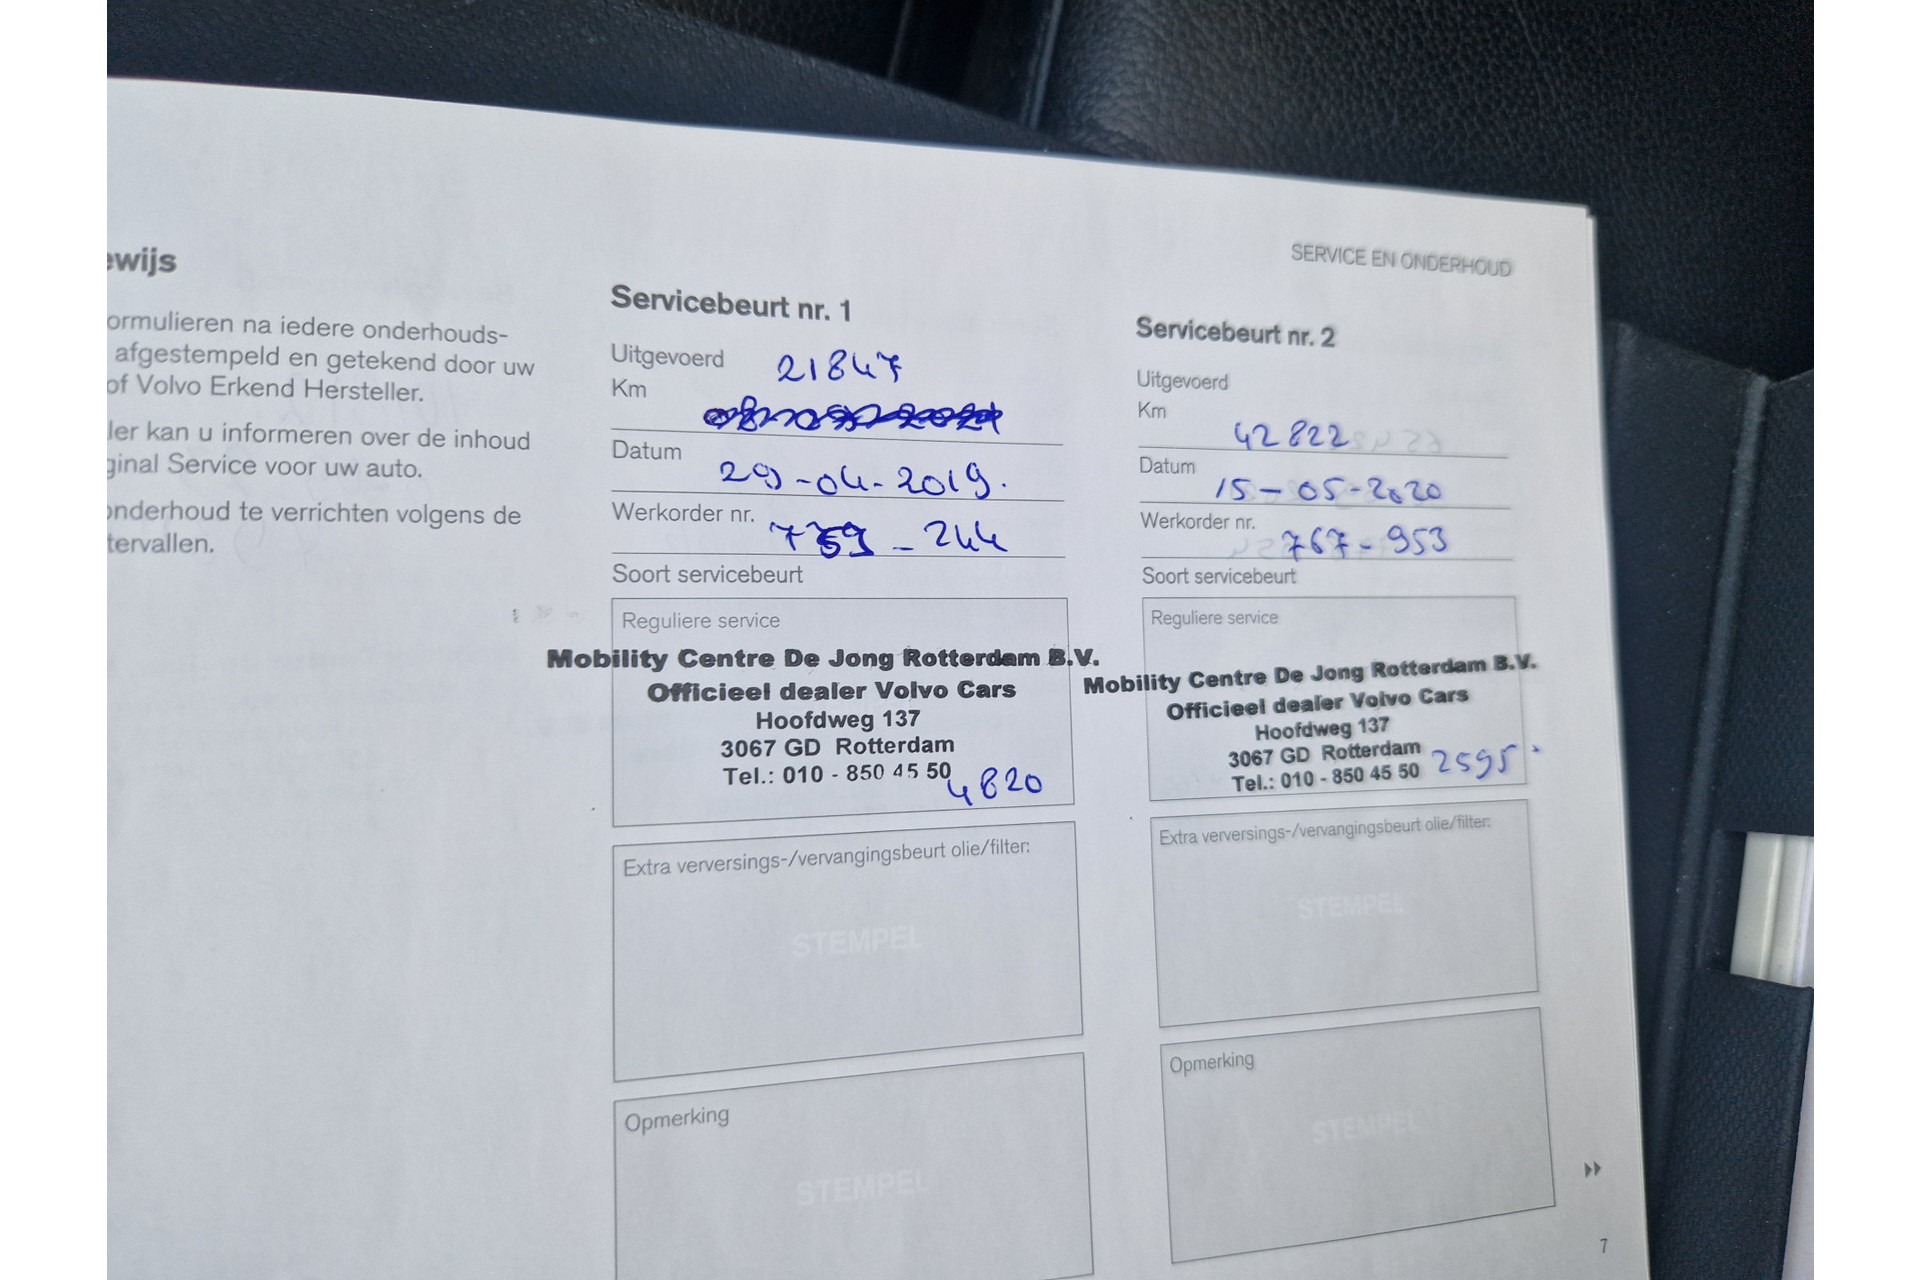 SERVICE EN ONDERHOUD
ewijs
ormulieren na iedere onderhouds-
afgestempeld en getekend door uw
of Volvo Erkend Hersteller.
ler kan u informeren over de inhoud
ginal Service voor uw auto.
onderhoud te verrichten volgens de
tervallen.
Servicebeurt nr. 1
Uitgevoerd
21847
Km
Datum
29-04-2019.
Werkorder nr.
759-244
Soort servicebeurt
Reguliere service
Mobility Centre De Jong Rotterdam B.V.
Officieel dealer Volvo Cars
Hoofdweg 137
3067 GD Rotterdam
Tel.: 010 - 850 45 50
4820
Extra verversings-/vervangingsbeurt olie/filter:
STEMPEL
Opmerking
STEMPEL
Servicebeurt nr. 2
Uitgevoerd
Km
42822
Datum
15-05-2020
Werkorder nr.
767-953
Soort servicebeurt
Reguliere service
Mobility Centre De Jong Rotterdam B.V.
Officieel dealer Volvo Cars
Hoofdweg 137
3067 GD Rotterdam
Tel.: 010 - 850 45 50
2595
Extra verversings-/vervangingsbeurt olie/filter:
STEMPEL
Opmerking
STEMPEL
7